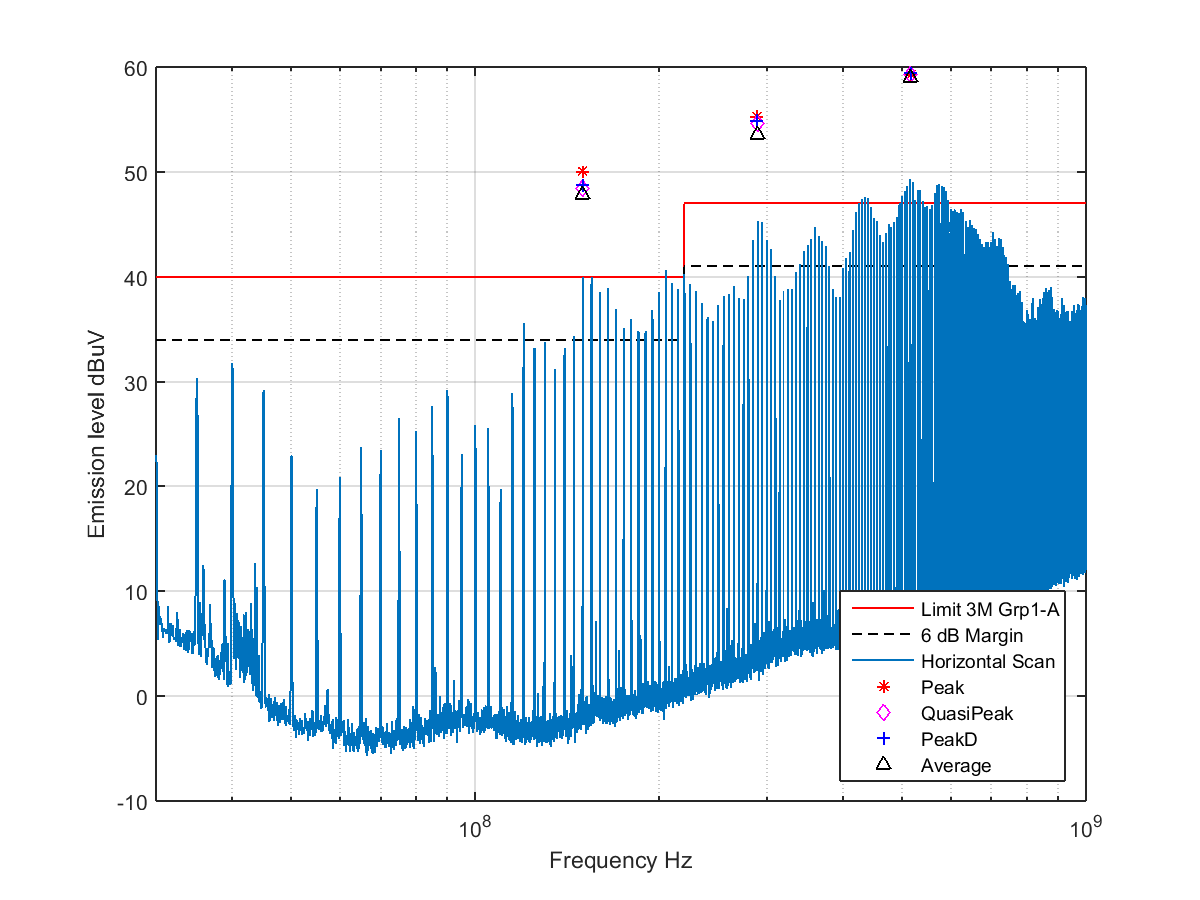 60
50
40
30
20
10
0
-10
Emission level dBuV
10^8
10^9
Frequency Hz
Limit 3M Grp1-A
6 dB Margin
Horizontal Scan
Peak
QuasiPeak
PeakD
Average